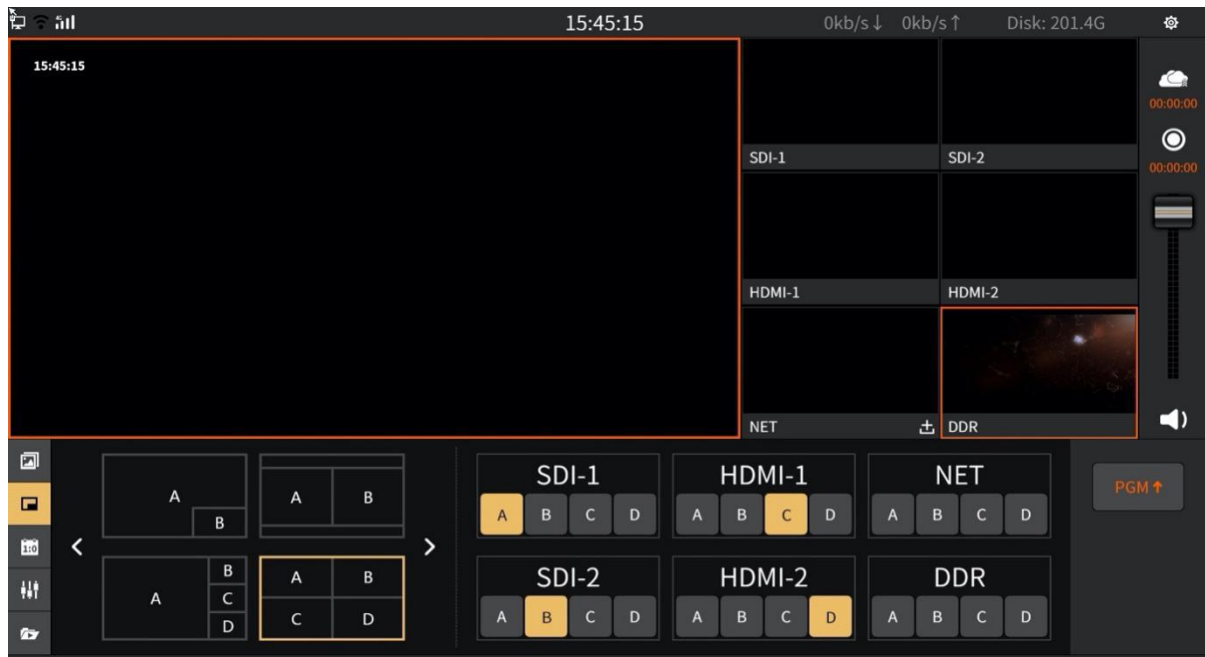 15:45:15 0kb/s↓ 0kb/s↑ Disk: 201.4G
15:45:15
00:00:00
SDI-1 SDI-2
00:00:00
HDMI-1 HDMI-2
NET DDR
SDI-1 HDMI-1 NET
A B C D A B C D A B C D
PGM↑
A B
A B
1:0
SDI-2 HDMI-2 DDR
A B C D A B C D A B C D
A B C D
A B C D